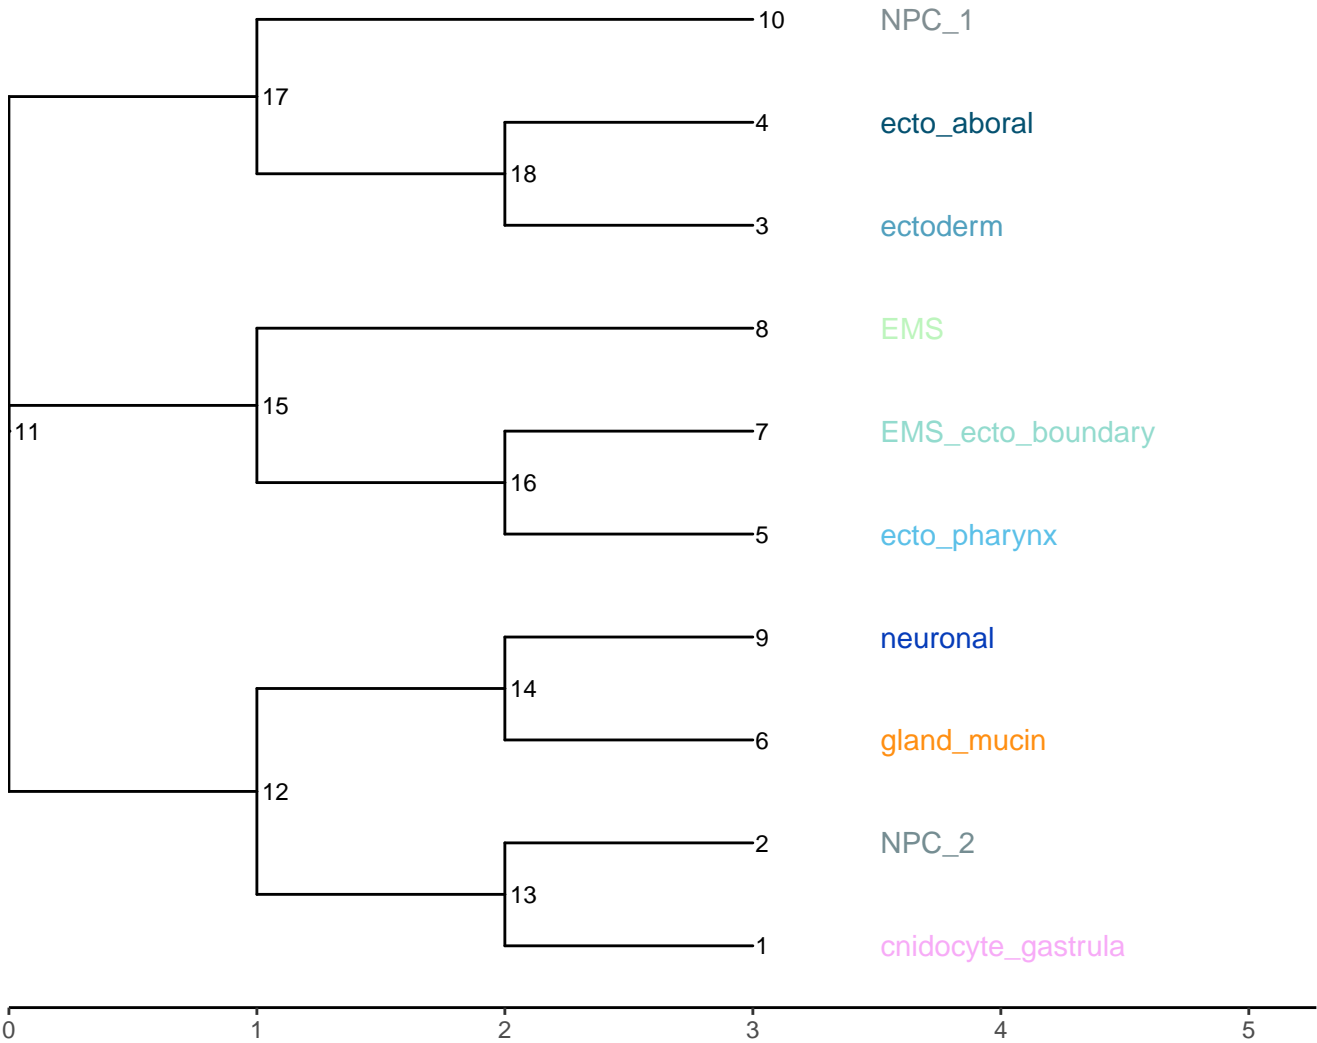 10 NPC_1
17
4 ecto_aboral
18
3 ectoderm
8 EMS
15
11
7 EMS_ecto_boundary
16
5 ecto_pharynx
9 neuronal
14
6 gland_mucin
12
2 NPC_2
13
1 cnidocyte_gastrula
0 1 2 3 4 5